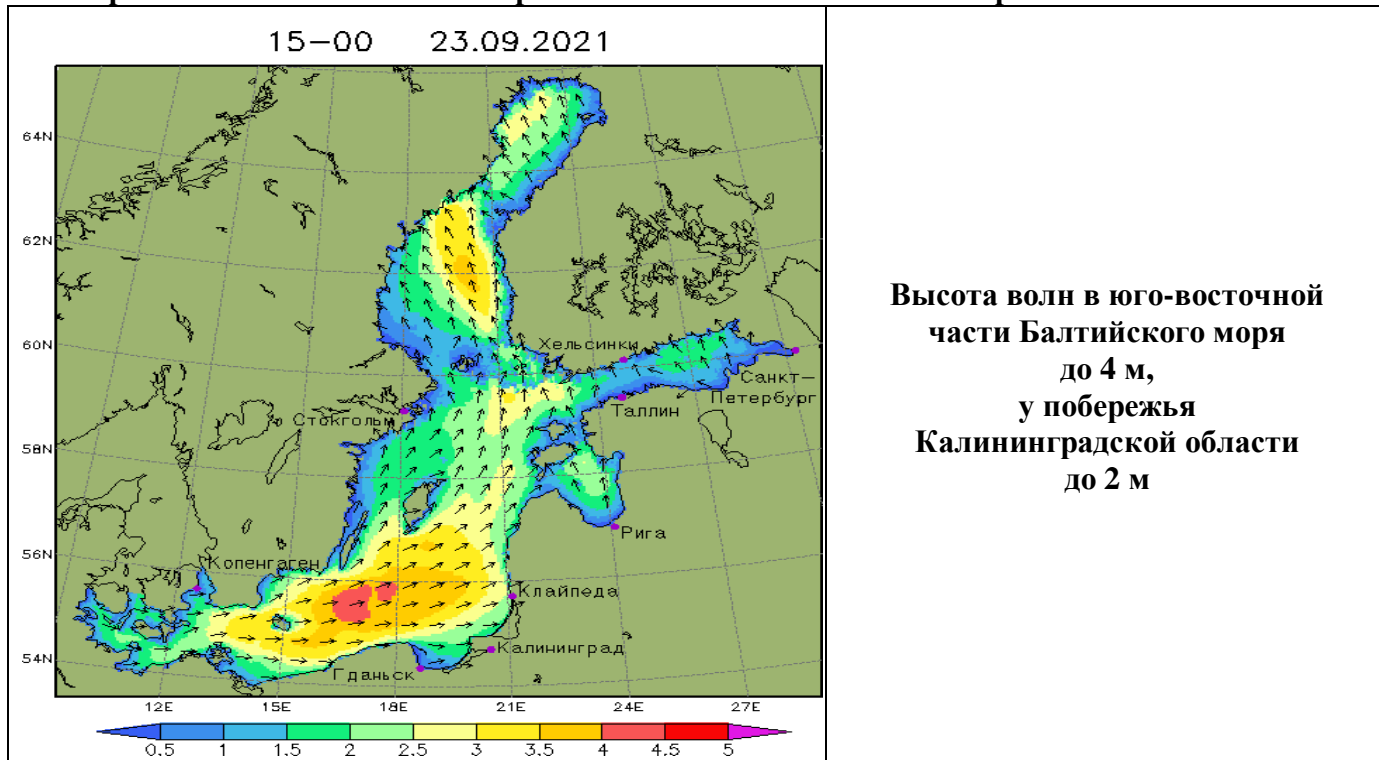 15-00 23.09.2021
64N
62N
60N
58N
56N
54N
Хельсинки
Санкт-
Петербург
Таллин
Стокгольм
Рига
Копенгаген
Клайпеда
Калининград
Гданьск
12E 15E 18E 21E 24E 27E
0.5 1 1.5 2 2.5 3 3.5 4 4.5 5
Высота волн в юго-восточной
части Балтийского моря
до 4 м,
у побережья
Калининградской области
до 2 м